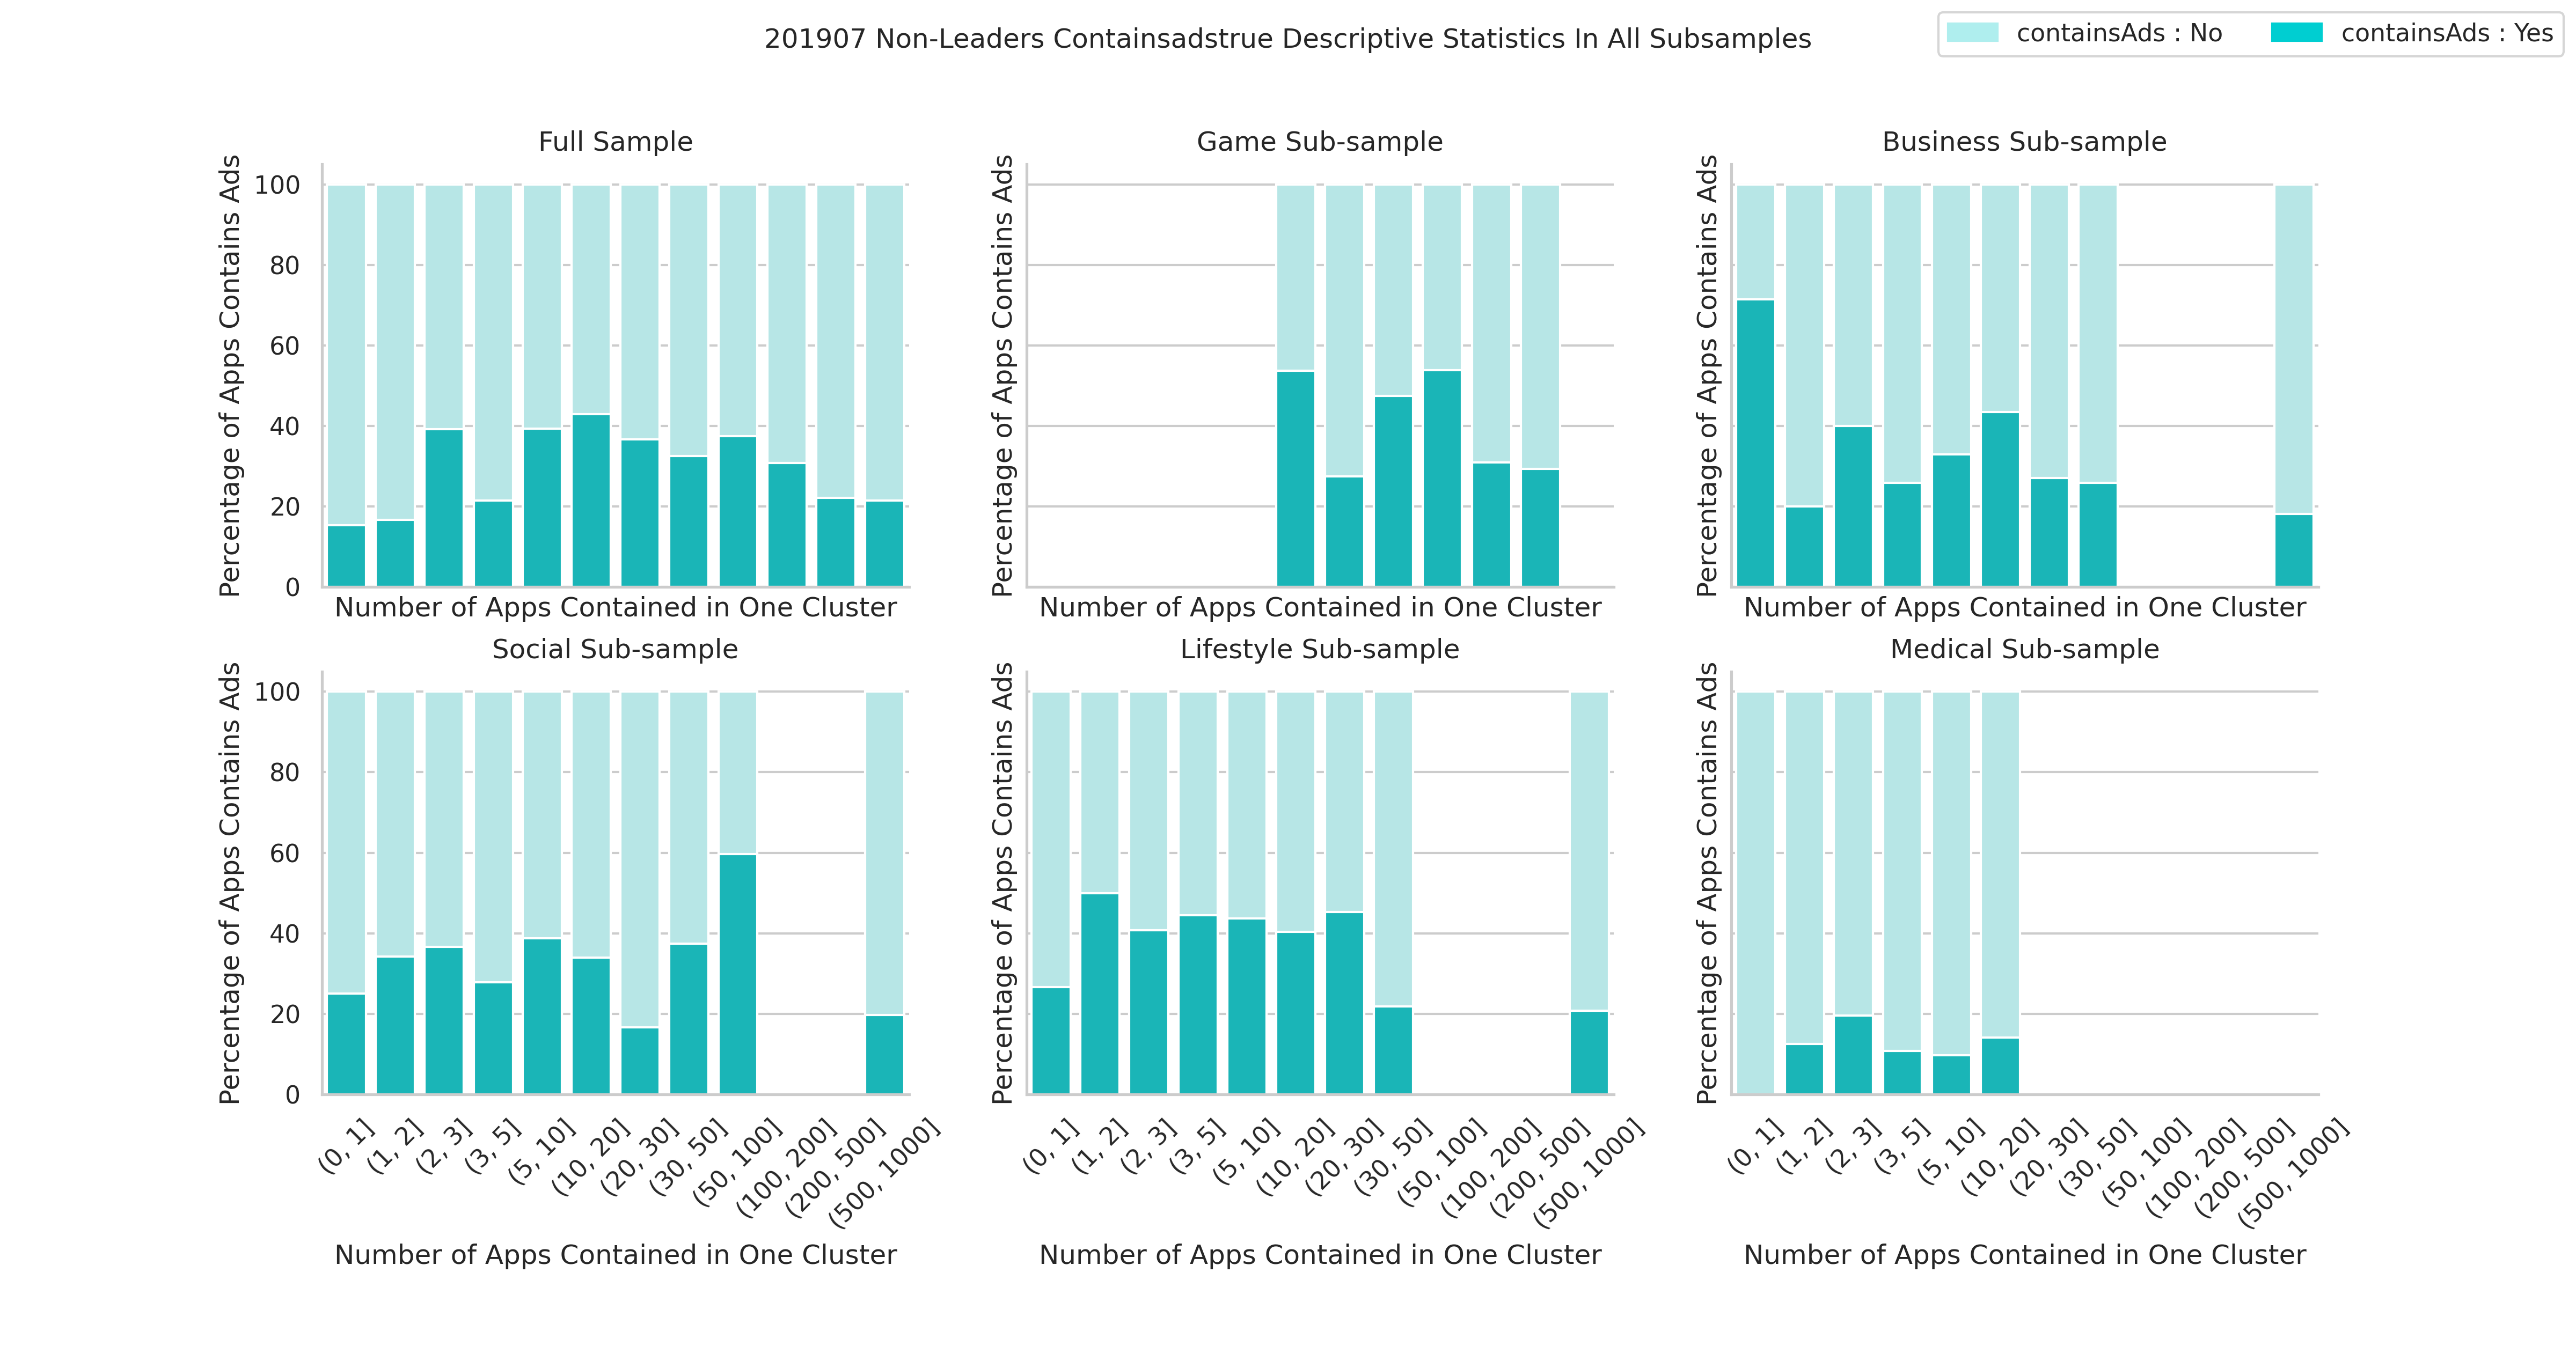 201907 Non-Leaders Containsadstrue Descriptive Statistics In All Subsamples
containsAds : No
containsAds : Yes
Full Sample
Percentage of Apps Contains Ads
100
80
60
40
20
0
Number of Apps Contained in One Cluster
Game Sub-sample
Percentage of Apps Contains Ads
Number of Apps Contained in One Cluster
Business Sub-sample
Percentage of Apps Contains Ads
Number of Apps Contained in One Cluster
Social Sub-sample
Percentage of Apps Contains Ads
100
80
60
40
20
0
(0, 1]
(1, 2]
(2, 3]
(3, 5]
(5, 10]
(10, 20]
(20, 30]
(30, 50]
(50, 100]
(100, 200]
(200, 500]
(500, 1000]
Number of Apps Contained in One Cluster
Lifestyle Sub-sample
Percentage of Apps Contains Ads
(0, 1]
(1, 2]
(2, 3]
(3, 5]
(5, 10]
(10, 20]
(20, 30]
(30, 50]
(50, 100]
(100, 200]
(200, 500]
(500, 1000]
Number of Apps Contained in One Cluster
Medical Sub-sample
Percentage of Apps Contains Ads
(0, 1]
(1, 2]
(2, 3]
(3, 5]
(5, 10]
(10, 20]
(20, 30]
(30, 50]
(50, 100]
(100, 200]
(200, 500]
(500, 1000]
Number of Apps Contained in One Cluster